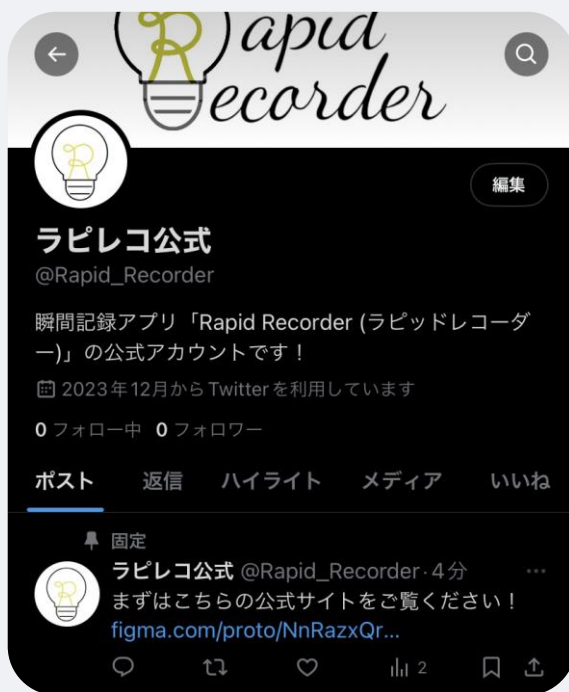 Rapid
Recorder
編集
ラピレコ公式
@Rapid_Recorder
瞬間記録アプリ「Rapid Recorder (ラピッドレコーダ
ー)」の公式アカウントです！
2023年12月からTwitterを利用しています
0 フォロー中 0 フォロワー
ポスト 返信 ハイライト メディア いいね
固定
ラピレコ公式 @Rapid_Recorder·4分
まずはこちらの公式サイトをご覧ください！
figma.com/proto/NnRazxQr...
2